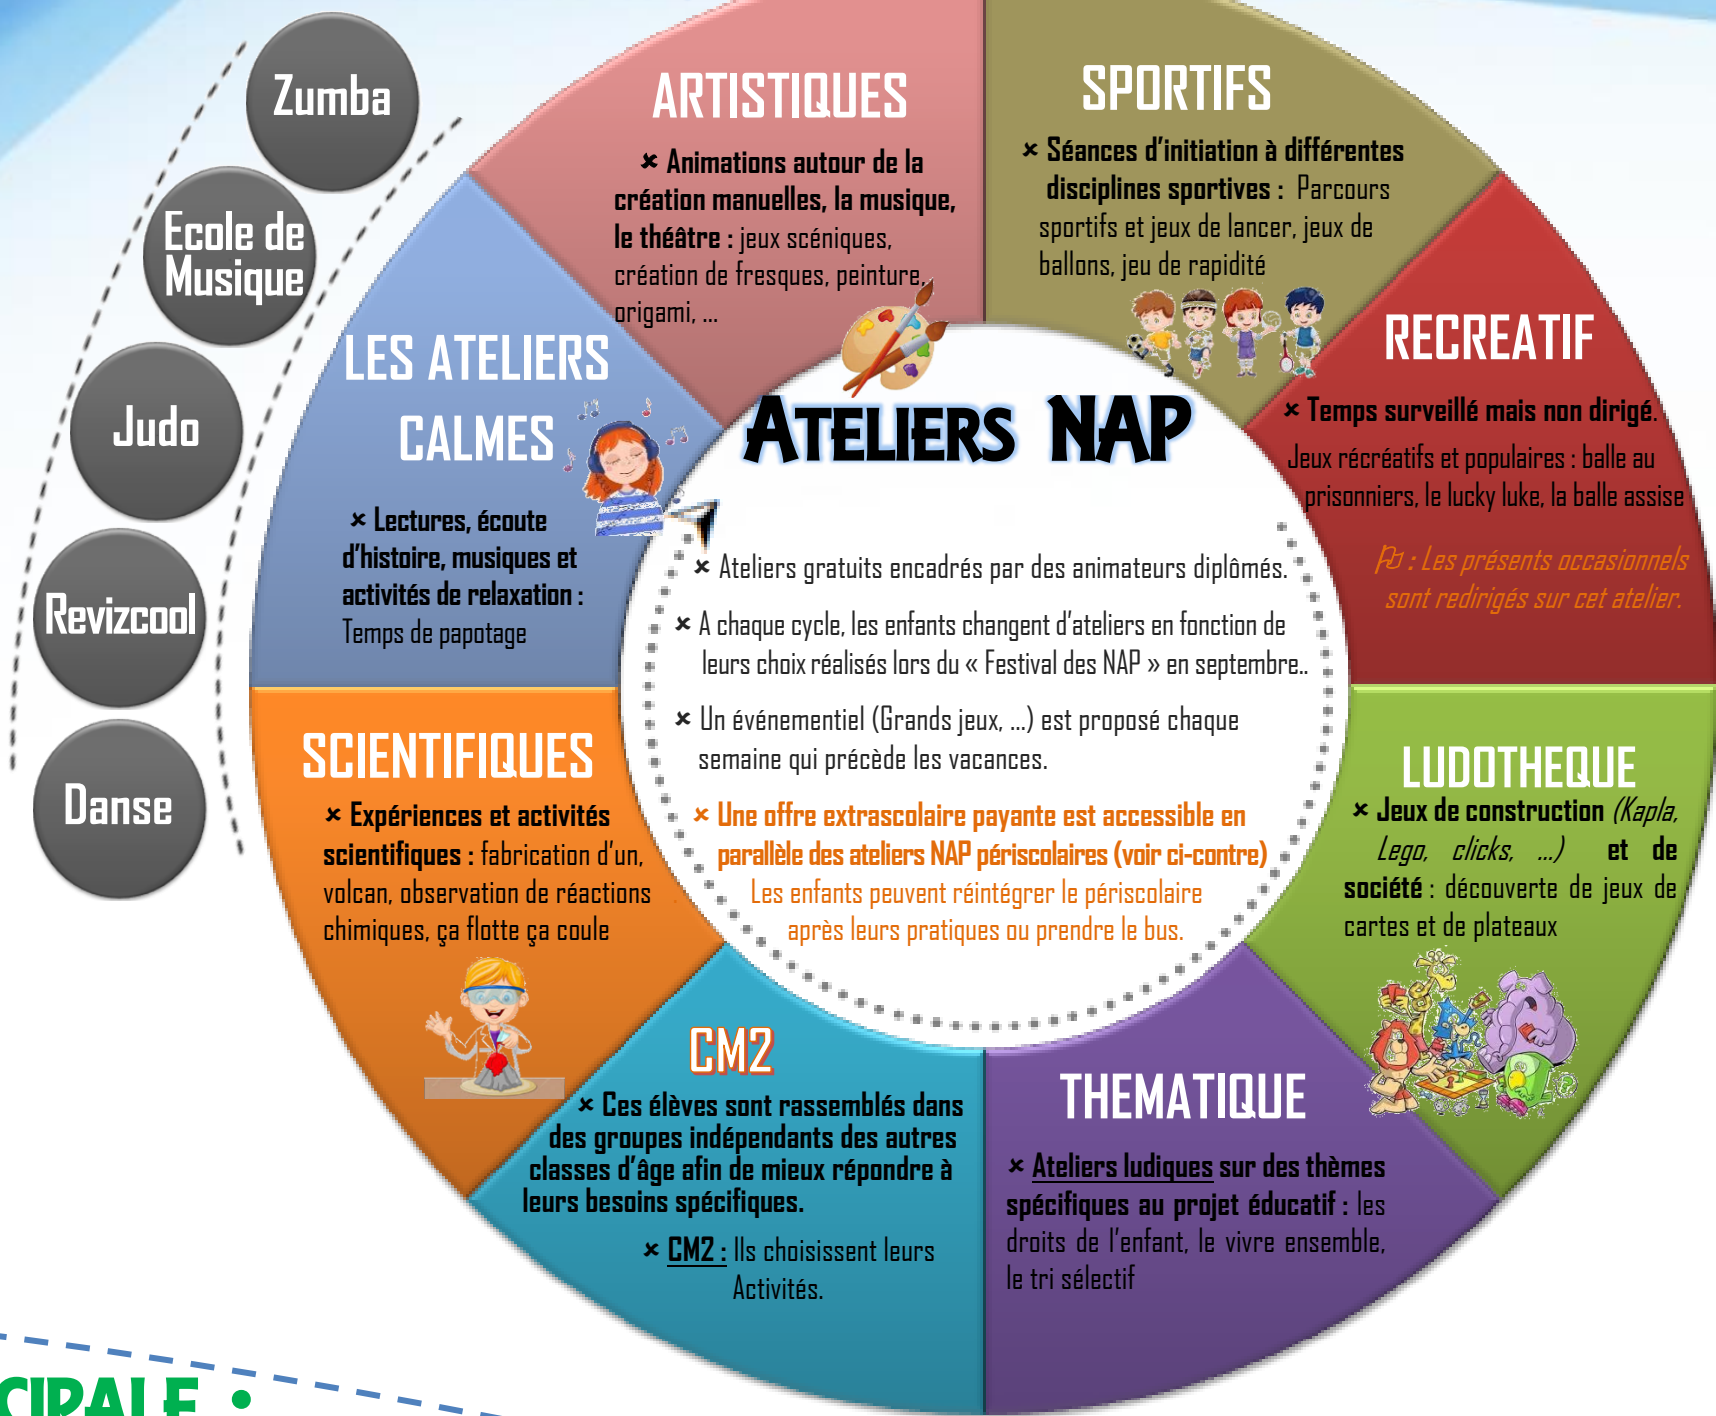 Zumba
Ecole de
Musique
Judo
Revizcool
Danse
ARTISTIQUES
× Animations autour de la
création manuelles, la musique,
le théâtre : jeux scéniques,
création de fresques, peinture,
origami, ...
SPORTIFS
× Séances d'initiation à différentes
disciplines sportives : Parcours
sportifs et jeux de lancer, jeux de
ballons, jeu de rapidité
RECREATIF
× Temps surveillé mais non dirigé.
Jeux récréatifs et populaires : balle au
prisonniers, le lucky luke, la balle assise
: Les présents occasionnels
sont redirigés sur cet atelier.
LES ATELIERS
CALMES
× Lectures, écoute
d'histoire, musiques et
activités de relaxation :
Temps de papotage
ATELIERS NAP
× Ateliers gratuits encadrés par des animateurs diplômés.
× A chaque cycle, les enfants changent d'ateliers en fonction de
leurs choix réalisés lors du « Festival des NAP » en septembre..
× Un événementiel (Grands jeux, ...) est proposé chaque
semaine qui précède les vacances.
× Une offre extrascolaire payante est accessible en
parallèle des ateliers NAP périscolaires (voir ci-contre)
Les enfants peuvent réintégrer le périscolaire
après leurs pratiques ou prendre le bus.
SCIENTIFIQUES
× Expériences et activités
scientifiques : fabrication d'un,
volcan, observation de réactions
chimiques, ça flotte ça coule
LUDOTHEQUE
× Jeux de construction (Kapla,
Lego, clicks, ...) et de
société : découverte de jeux de
cartes et de plateaux
CM2
× Ces élèves sont rassemblés dans
des groupes indépendants des autres
classes d'âge afin de mieux répondre à
leurs besoins spécifiques.
× CM2 : Ils choisissent leurs
Activités.
THEMATIQUE
× Ateliers ludiques sur des thèmes
spécifiques au projet éducatif : les
droits de l'enfant, le vivre ensemble,
le tri sélectif
CIPALE :